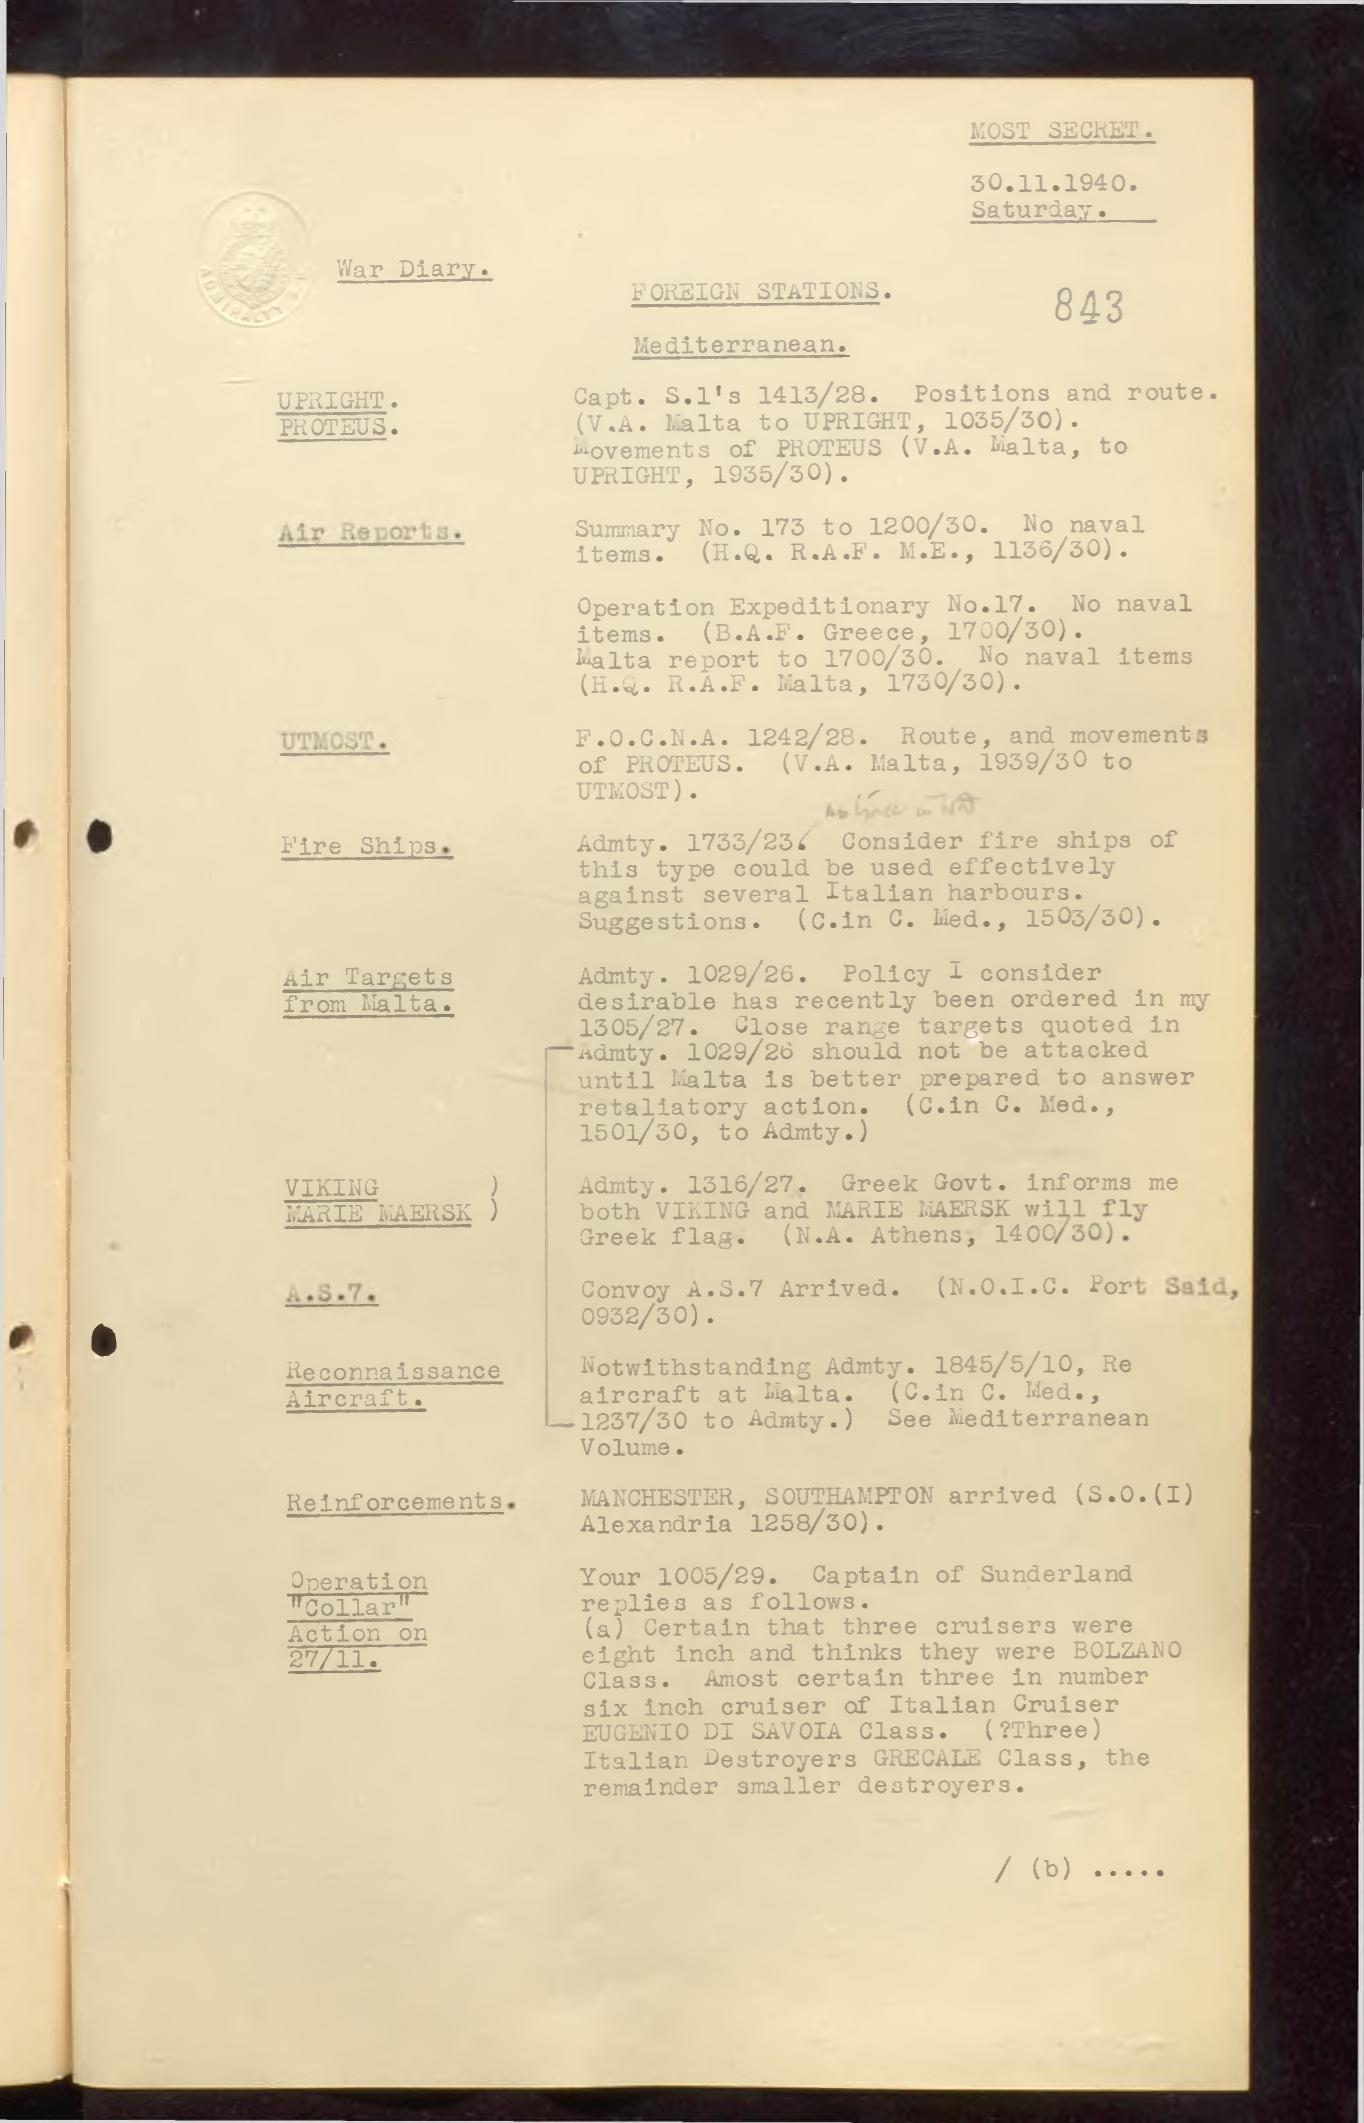 MOST SECRET.
30.11.1940.
Saturday.
ADMIRALTY S.
War Diary.
FOREIGN STATIONS.
843
Mediterranean.
UPRIGHT.
PROTEUS.
Capt. S.1's 1413/28. Positions and route.
(V.A. Malta to UPRIGHT, 1035/30).
Movements of PROTEUS (V.A. Malta, to
UPRIGHT, 1935/30).
Air Reports.
Summary No. 173 to 1200/30. No naval
items. (H.Q. R.A.F. M.E., 1136/30).
Operation Expeditionary No.17. No naval
items. (B.A.F. Greece, 1700/30).
Malta report to 1700/30. No naval items
(H.Q. R.A.F. Malta, 1730/30).
UTMOST.
F.O.C.N.A. 1242/28. Route, and movements
of PROTEUS. (V.A. Malta, 1939/30 to
UTMOST).
no trace in WD
Fire Ships.
Admty. 1733/23. Consider fire ships of
this type could be used effectively
against several Italian harbours.
Suggestions. (C.in C. Med., 1503/30).
Air Targets
from Malta.
Admty. 1029/26. Policy I consider
desirable has recently been ordered in my
1305/27. Close range targets quoted in
Admty. 1029/26 should not be attacked
until Malta is better prepared to answer
retaliatory action. (C.in C. Med.,
1501/30, to Admty.)
VIKING )
MARIE MAERSK )
Admty. 1316/27. Greek Govt. informs me
both VIKING and MARIE MAERSK will fly
Greek flag. (N.A. Athens, 1400/30).
A.S.7.
Convoy A.S.7 Arrived. (N.O.I.C. Port Said,
0932/30).
Reconnaissance
Aircraft.
Notwithstanding Admty. 1845/5/10, Re
aircraft at Malta. (C.in C. Med.,
1237/30 to Admty.) See Mediterranean
Volume.
Reinforcements.
MANCHESTER, SOUTHAMPTON arrived (S.O.(I)
Alexandria 1258/30).
Operation
"Collar"
Action on
27/11.
Your 1005/29. Captain of Sunderland
replies as follows.
(a) Certain that three cruisers were
eight inch and thinks they were BOLZANO
Class. Amost certain three in number
six inch cruiser of Italian Cruiser
EUGENIO DI SAVOIA Class. (?Three)
Italian Destroyers GRECALE Class, the
remainder smaller destroyers.
/ (b) .....